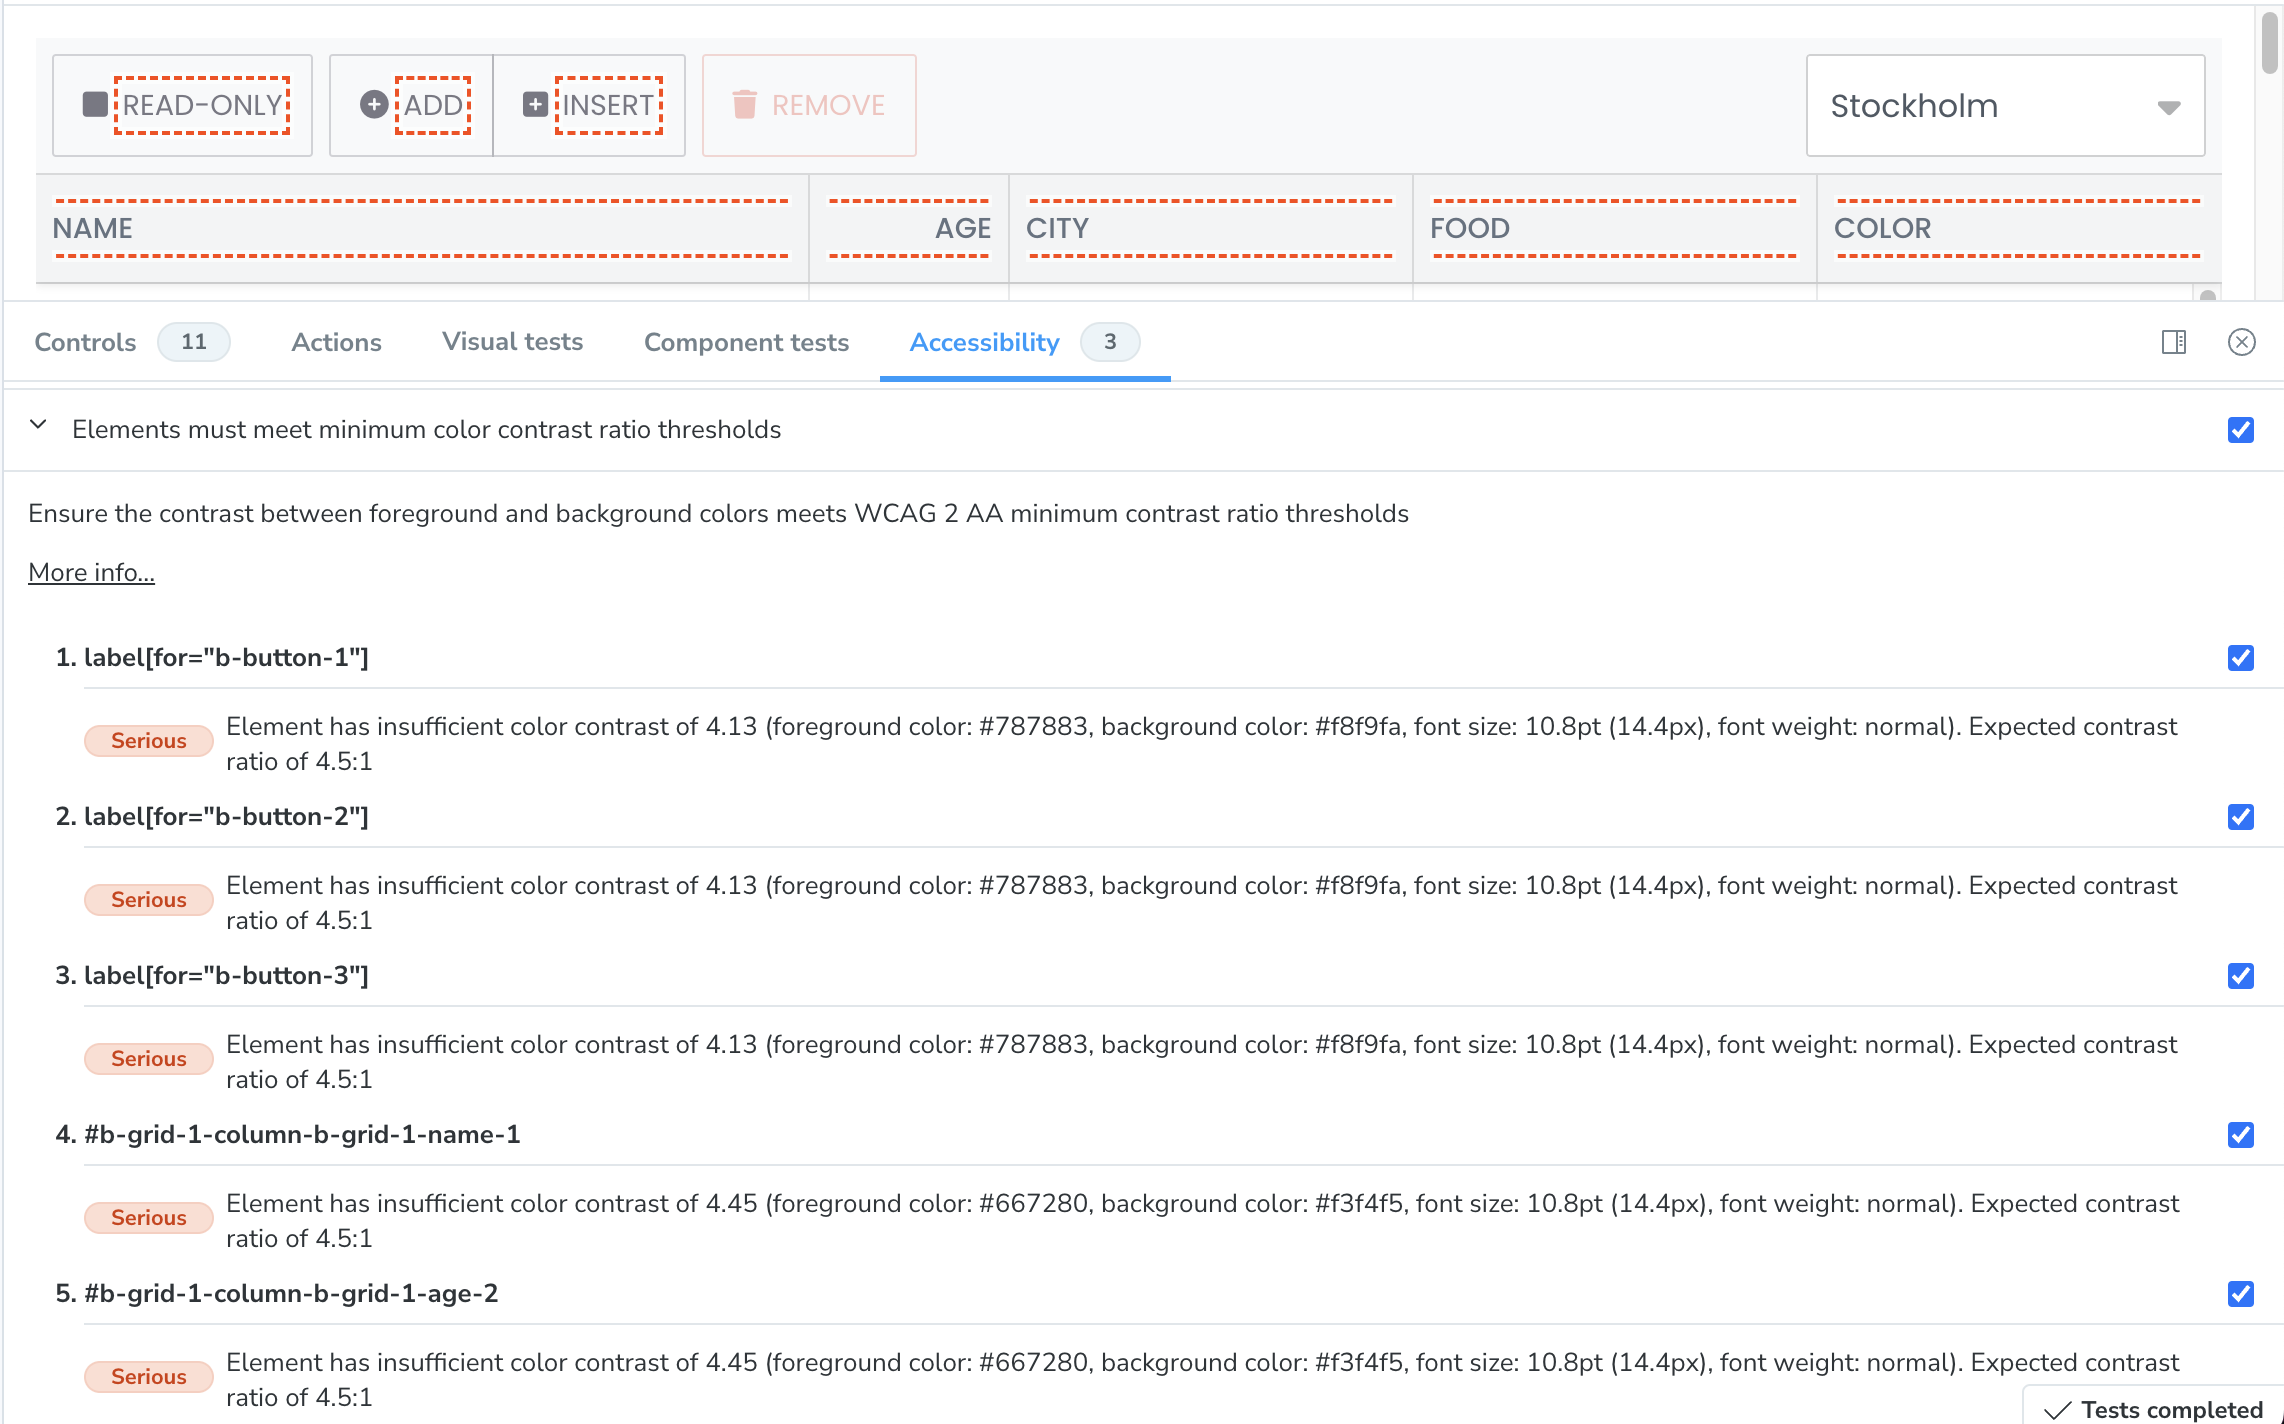 READ-ONLY ADD INSERT REMOVE Stockholm
NAME AGE CITY FOOD COLOR
Controls 11 Actions Visual tests Component tests Accessibility 3
Elements must meet minimum color contrast ratio thresholds
Ensure the contrast between foreground and background colors meets WCAG 2 AA minimum contrast ratio thresholds
More info...
1. label[for="b-button-1"]
Serious Element has insufficient color contrast of 4.13 (foreground color: #787883, background color: #f8f9fa, font size: 10.8pt (14.4px), font weight: normal). Expected contrast
ratio of 4.5:1
2. label[for="b-button-2"]
Serious Element has insufficient color contrast of 4.13 (foreground color: #787883, background color: #f8f9fa, font size: 10.8pt (14.4px), font weight: normal). Expected contrast
ratio of 4.5:1
3. label[for="b-button-3"]
Serious Element has insufficient color contrast of 4.13 (foreground color: #787883, background color: #f8f9fa, font size: 10.8pt (14.4px), font weight: normal). Expected contrast
ratio of 4.5:1
4. #b-grid-1-column-b-grid-1-name-1
Serious Element has insufficient color contrast of 4.45 (foreground color: #667280, background color: #f3f4f5, font size: 10.8pt (14.4px), font weight: normal). Expected contrast
ratio of 4.5:1
5. #b-grid-1-column-b-grid-1-age-2
Serious Element has insufficient color contrast of 4.45 (foreground color: #667280, background color: #f3f4f5, font size: 10.8pt (14.4px), font weight: normal). Expected contrast
ratio of 4.5:1
Tests completed